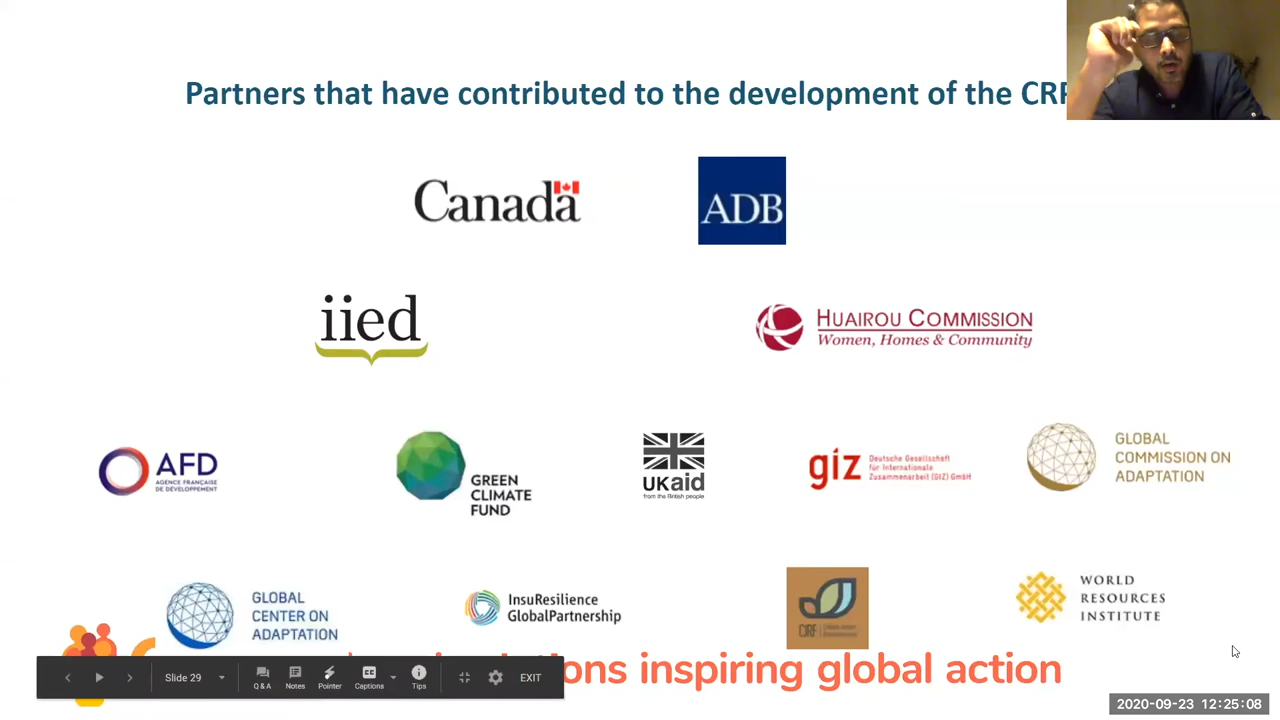 Partners that have contributed to the development of the
Canada
ADB
iied
HUAIROU COMMISSION
Women, Homes & Community
AFD
AGENCE FRANÇAISE
DE DÉVELOPPEMENT
GREEN
CLIMATE
FUND
UKaid
from the British people
giz
Deutsche Gesellschaft
für Internationale
Zusammenarbeit (GIZ) GmbH
GLOBAL
COMMISSION ON
ADAPTATION
GLOBAL
CENTER ON
ADAPTATION
InsuResilience
GlobalPartnership
CJRF
WORLD
RESOURCES
INSTITUTE
inspiring global action
Slide 29
Q & A
Notes
Pointer
Captions
Tips
EXIT
2020-09-23 12:25:08